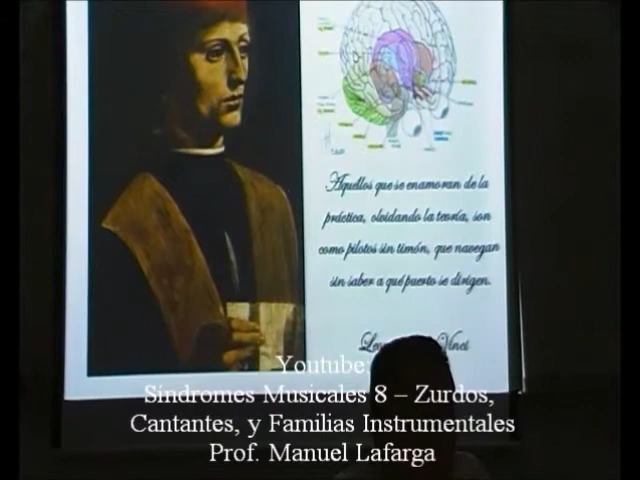 Aquellos que se enamoran de la
práctica, olvidando la teoría, son
como pilotos sin timón, que navegan
sin saber a qué puerto se dirigen.
Vinci
Youtube:
Síndromes Musicales 8 – Zurdos,
Cantantes, y Familias Instrumentales
Prof. Manuel Lafarga